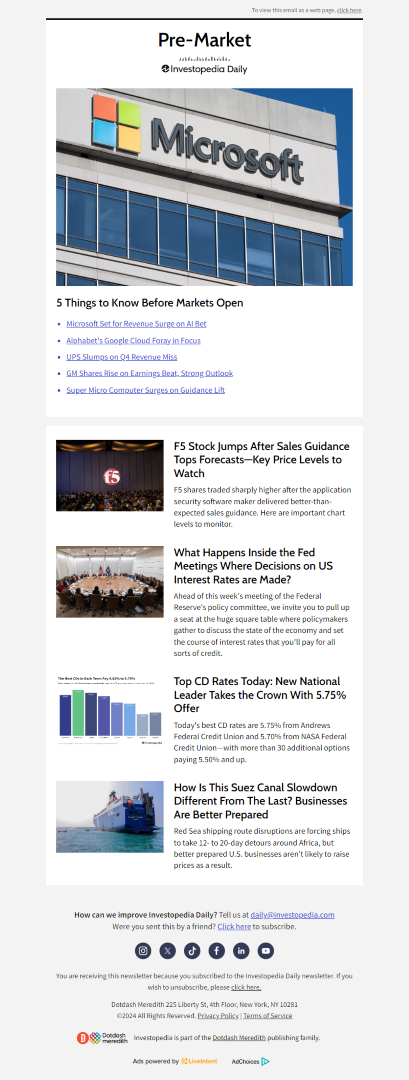 To view this email as a web page, click here.
Pre-Market
Investopedia Daily
Microsoft
5 Things to Know Before Markets Open
• Microsoft Set for Revenue Surge on AI Bet
• Alphabet's Google Cloud Foray in Focus
• UPS Slumps on Q4 Revenue Miss
• GM Shares Rise on Earnings Beat, Strong Outlook
• Super Micro Computer Surges on Guidance Lift
f5
F5 Stock Jumps After Sales Guidance
Tops Forecasts—Key Price Levels to
Watch
F5 shares traded sharply higher after the application
security software maker delivered better-than-
expected sales guidance. Here are important chart
levels to monitor.
What Happens Inside the Fed
Meetings Where Decisions on US
Interest Rates are Made?
Ahead of this week's meeting of the Federal
Reserve's policy committee, we invite you to pull up
a seat at the huge square table where policymakers
gather to discuss the state of the economy and set
the course of interest rates that you'll pay for all
sorts of credit.
Top CD Rates Today: New National
Leader Takes the Crown With 5.75%
Offer
Today's best CD rates are 5.75% from Andrews
Federal Credit Union and 5.70% from NASA Federal
Credit Union—with more than 30 additional options
paying 5.50% and up.
How Is This Suez Canal Slowdown
Different From The Last? Businesses
Are Better Prepared
Red Sea shipping route disruptions are forcing ships
to take 12- to 20-day detours around Africa, but
better prepared U.S. businesses aren't likely to raise
prices as a result.
How can we improve Investopedia Daily? Tell us at daily@investopedia.com
Were you sent this by a friend? Click here to subscribe.
You are receiving this newsletter because you subscribed to the Investopedia Daily newsletter. If you
wish to unsubscribe, please click here.
Dotdash Meredith 225 Liberty St, 4th Floor, New York, NY 10281
©2024 All Rights Reserved. Privacy Policy | Terms of Service
Dotdash
meredith
Investopedia is part of the Dotdash Meredith publishing family.
Ads powered by LiveIntent
AdChoices